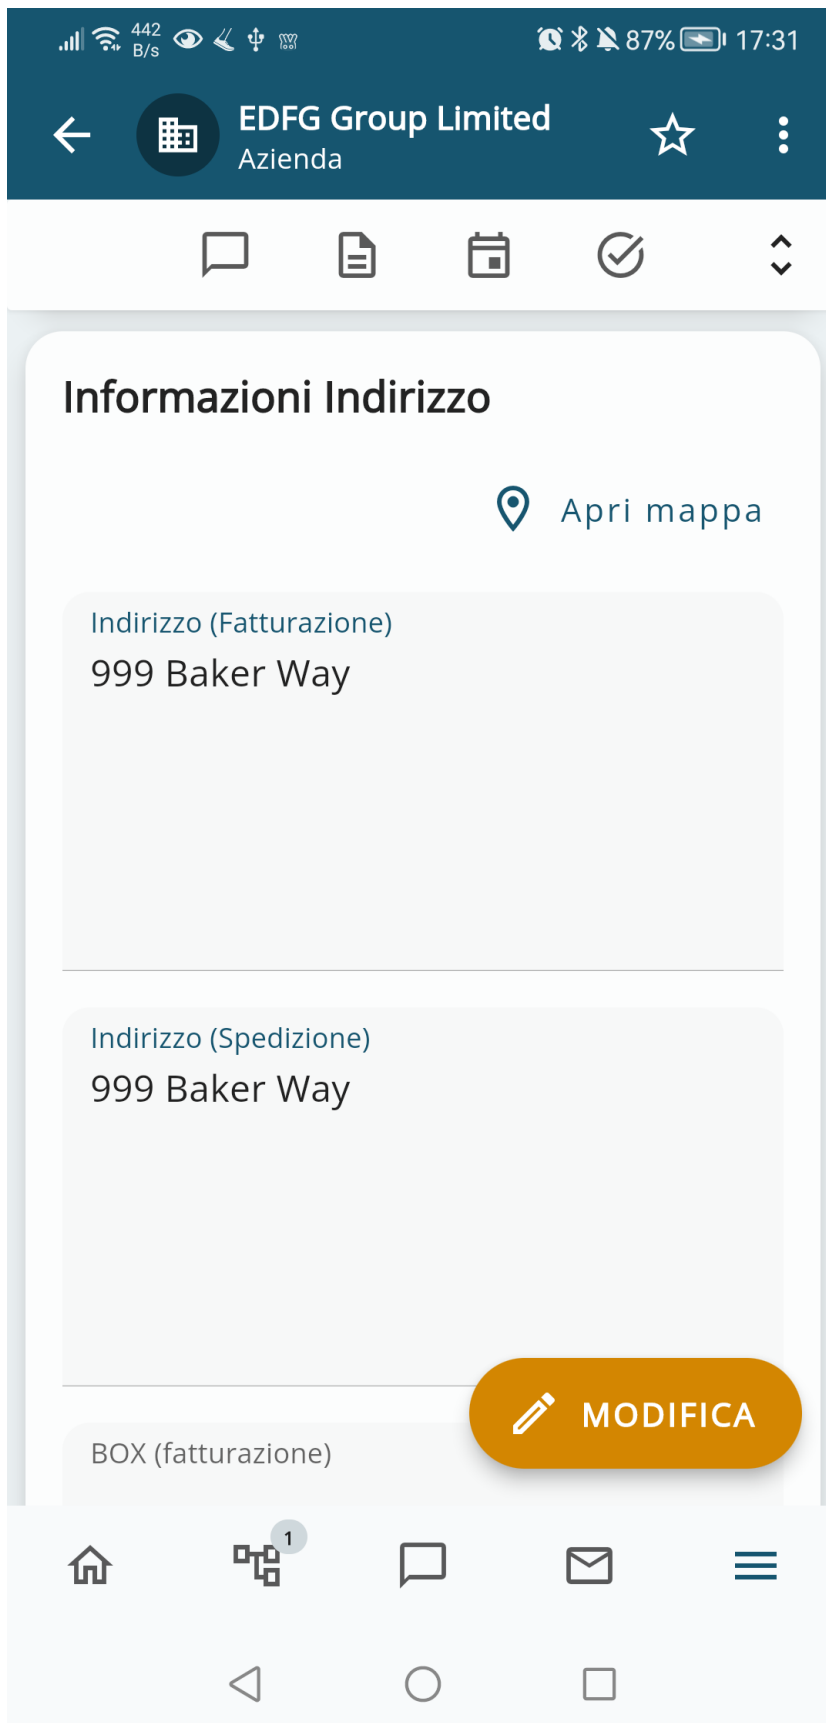 442
B/s
87%
17:31
EDFG Group Limited
Azienda
Informazioni Indirizzo
Apri mappa
Indirizzo (Fatturazione)
999 Baker Way
Indirizzo (Spedizione)
999 Baker Way
MODIFICA
BOX (fatturazione)
1